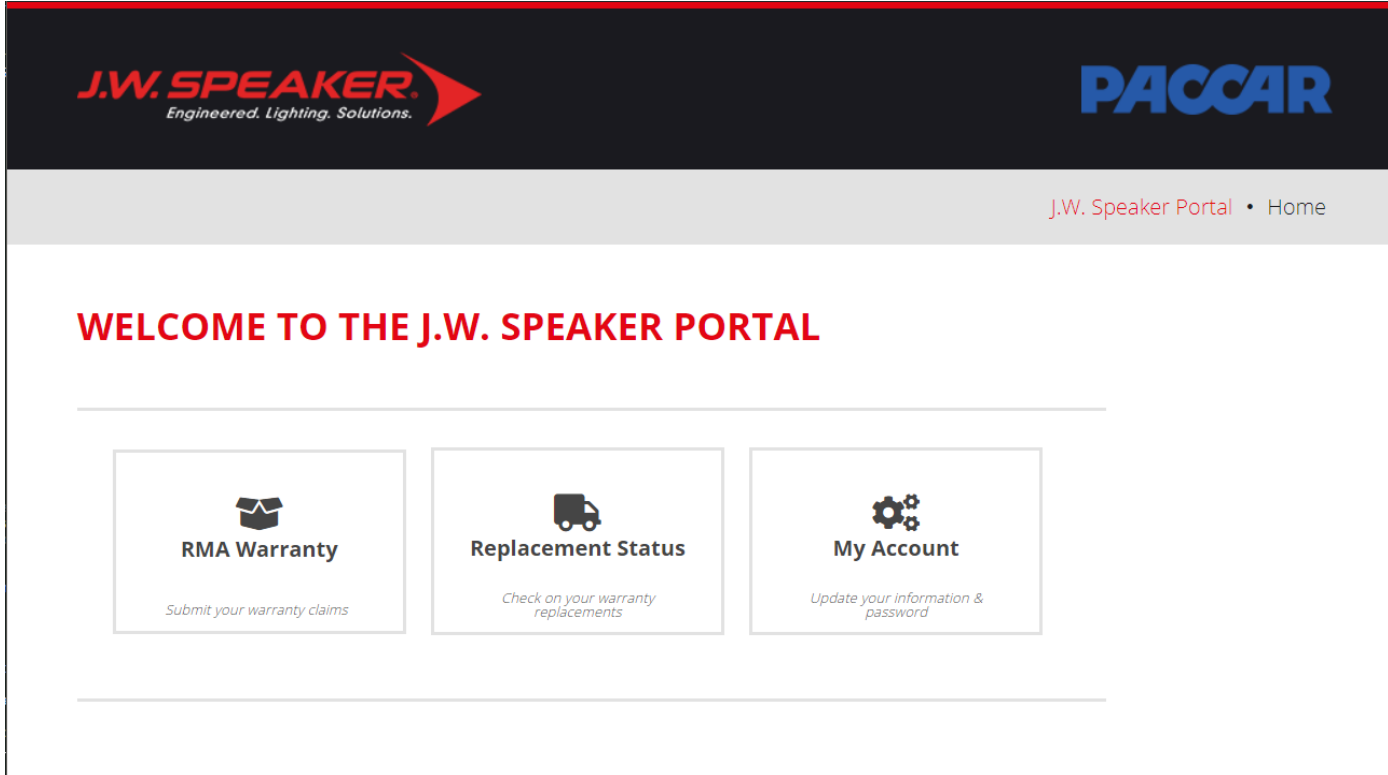 J.W. SPEAKER®
Engineered. Lighting. Solutions.
PACCAR
J.W. Speaker Portal • Home
WELCOME TO THE J.W. SPEAKER PORTAL
RMA Warranty
Submit your warranty claims
Replacement Status
Check on your warranty
replacements
My Account
Update your information &
password